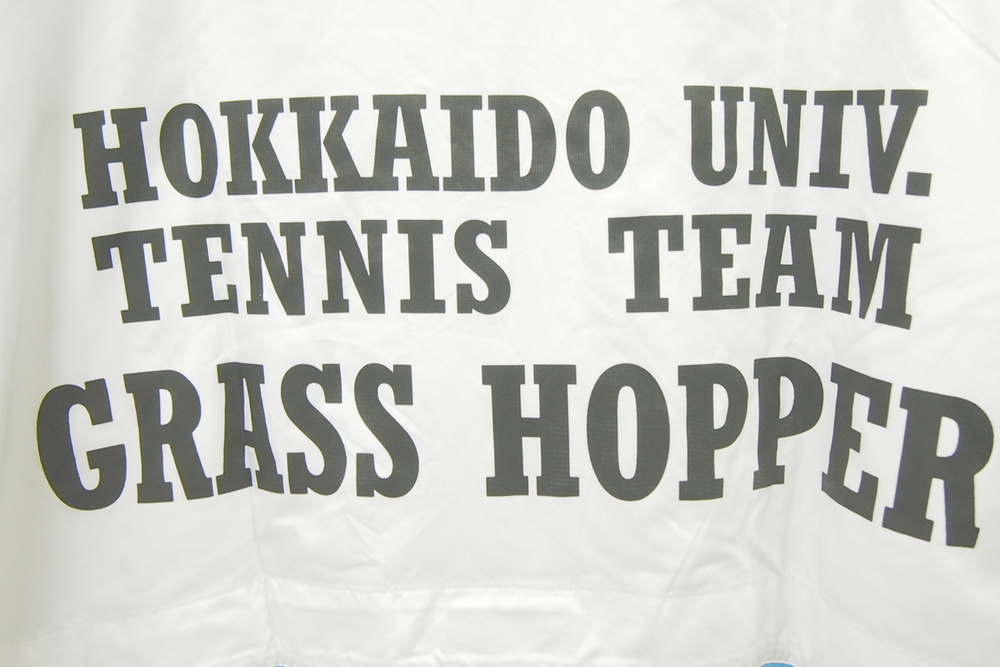 HOKKAIDO UNIV.
TENNIS TEAM
GRASS HOPPER